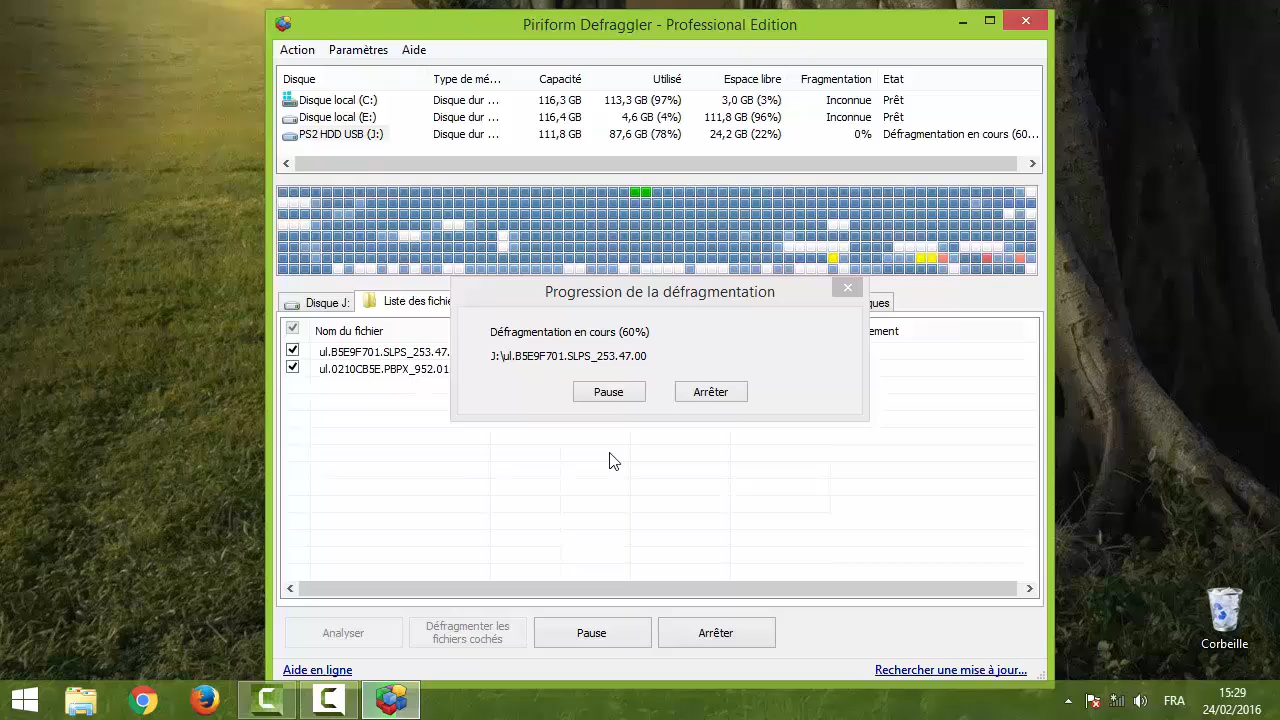 Piriform Defraggler - Professional Edition
Action Paramètres Aide
Disque Type de mé... Capacité Utilisé Espace libre Fragmentation Etat
Disque local (C:) Disque dur ... 116,3 GB 113,3 GB (97%) 3,0 GB (3%) Inconnue Prêt
Disque local (E:) Disque dur ... 116,4 GB 4,6 GB (4%) 111,8 GB (96%) Inconnue Prêt
PS2 HDD USB (J:) Disque dur ... 111,8 GB 87,6 GB (78%) 24,2 GB (22%) 0% Défragmentation en cours (60...
Progression de la défragmentation
Disque J: Liste des fichie ques
Nom du fichier ement
Défragmentation en cours (60%)
ul.B5E9F701.SLPS_253.47. J:\ul.B5E9F701.SLPS_253.47.00
ul.0210CB5E.PBPX_952.01
Pause Arrêter
Analyser Défragmenter les fichiers cochés Pause Arrêter
Corbeille
Aide en ligne Rechercher une mise à jour...
FRA 15:29
24/02/2016